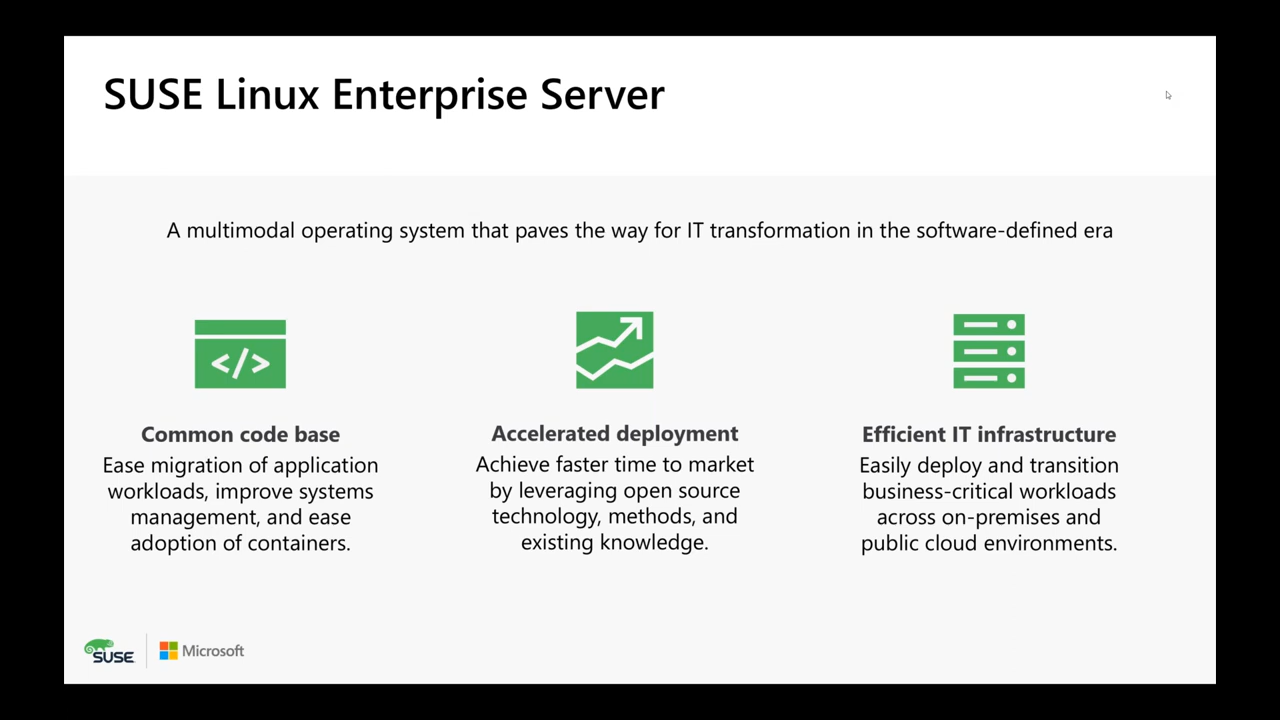 SUSE Linux Enterprise Server
A multimodal operating system that paves the way for IT transformation in the software-defined era
</>
Common code base
Ease migration of application
workloads, improve systems
management, and ease
adoption of containers.
Accelerated deployment
Achieve faster time to market
by leveraging open source
technology, methods, and
existing knowledge.
Efficient IT infrastructure
Easily deploy and transition
business-critical workloads
across on-premises and
public cloud environments.
SUSE
Microsoft